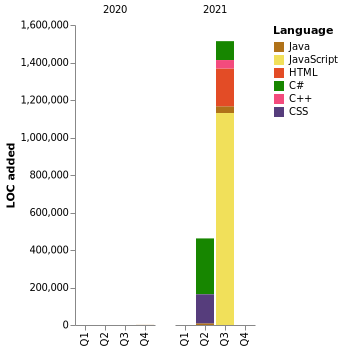 2020
2021
LOC added
1,600,000
1,400,000
1,200,000
1,000,000
800,000
600,000
400,000
200,000
0
Q1 Q2 Q3 Q4
Q1 Q2 Q3 Q4
Language
Java
JavaScript
HTML
C#
C++
CSS